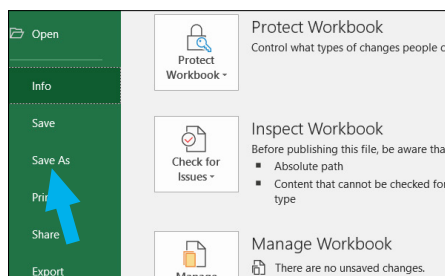 Open
Info
Save
Save As
Share
Export
Protect
Workbook
Protect Workbook
Control what types of changes people c
Check for
Issues
Inspect Workbook
Before publishing this file, be aware tha
Absolute path
Content that cannot be checked for
type
Manage Workbook
There are no unsaved changes.